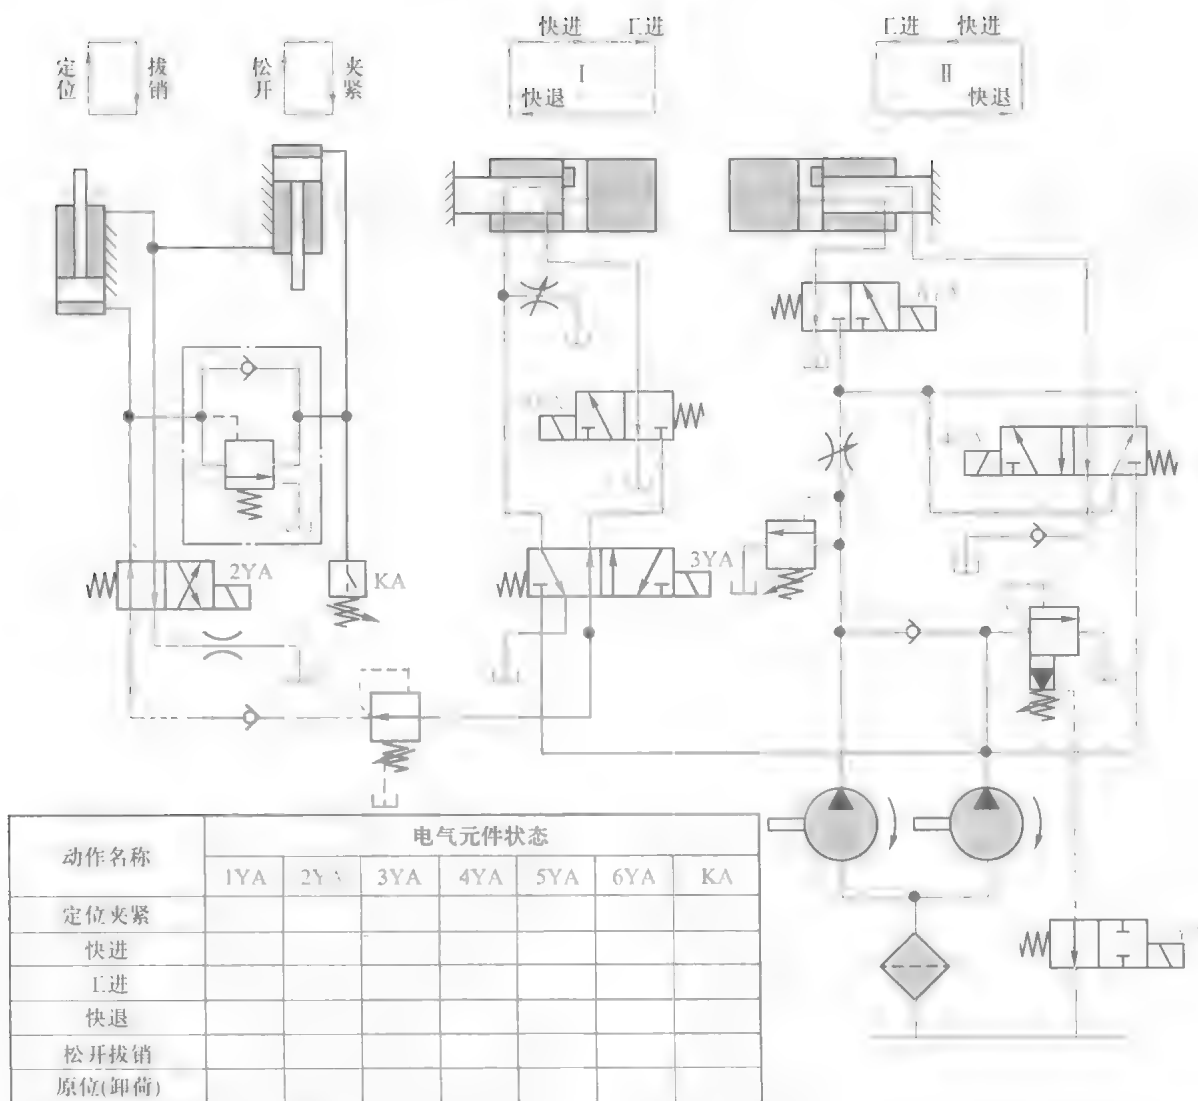 快进 工进
工进 快进
定位
拔销
松开
夹紧
Ⅰ
快退
Ⅱ
快退
2YA
KA
3YA
动作名称
电气元件状态
1YA 3YA 4YA 5YA 6YA KA
定位夹紧
快进
工进
快退
松开拔销
原位(卸荷)